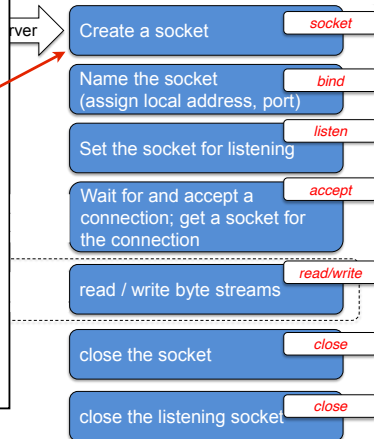 rver
Create a socket
socket
Name the socket
(assign local address, port)
bind
Set the socket for listening
listen
Wait for and accept a
connection; get a socket for
the connection
accept
read / write byte streams
read/write
close the socket
close
close the listening socket
close